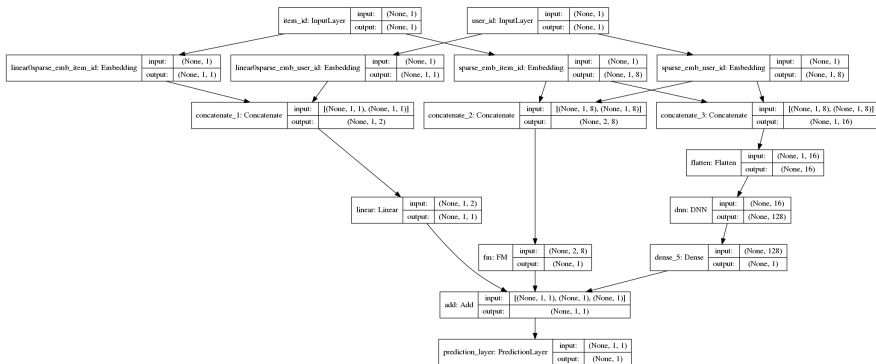 item_id: InputLayer
input: (None, 1)
output: (None, 1)
user_id: InputLayer
input: (None, 1)
output: (None, 1)
linear0sparse_emb_item_id: Embedding
input: (None, 1)
output: (None, 1, 1)
linear0sparse_emb_user_id: Embedding
input: (None, 1)
output: (None, 1, 1)
sparse_emb_item_id: Embedding
input: (None, 1)
output: (None, 1, 8)
sparse_emb_user_id: Embedding
input: (None, 1)
output: (None, 1, 8)
concatenate_1: Concatenate
input: [(None, 1, 1), (None, 1, 1)]
output: (None, 1, 2)
concatenate_2: Concatenate
input: [(None, 1, 8), (None, 1, 8)]
output: (None, 2, 8)
concatenate_3: Concatenate
input: [(None, 1, 8), (None, 1, 8)]
output: (None, 1, 16)
flatten: Flatten
input: (None, 1, 16)
output: (None, 16)
linear: Linear
input: (None, 1, 2)
output: (None, 1, 1)
dnn: DNN
input: (None, 16)
output: (None, 128)
fm: FM
input: (None, 2, 8)
output: (None, 1)
dense_5: Dense
input: (None, 128)
output: (None, 1)
add: Add
input: [(None, 1, 1), (None, 1), (None, 1)]
output: (None, 1, 1)
prediction_layer: PredictionLayer
input: (None, 1, 1)
output: (None, 1)